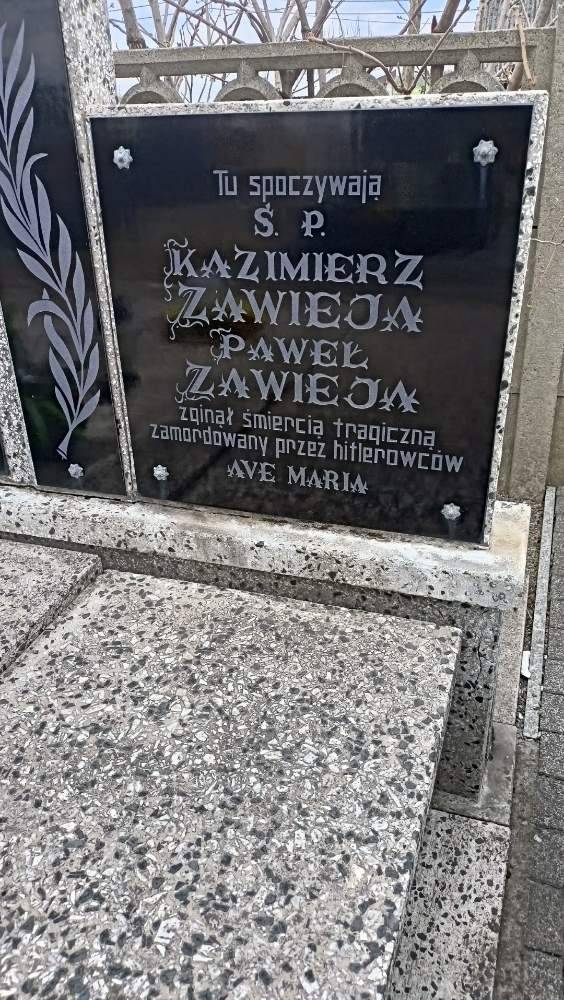 Tu spoczywają
Ś. P.
KAZIMIERZ
ZAWIEJA
PAWEŁ
ZAWIEJA
zginął śmiercią tragiczną
zamordowany przez hitlerowców
AVE MARIA